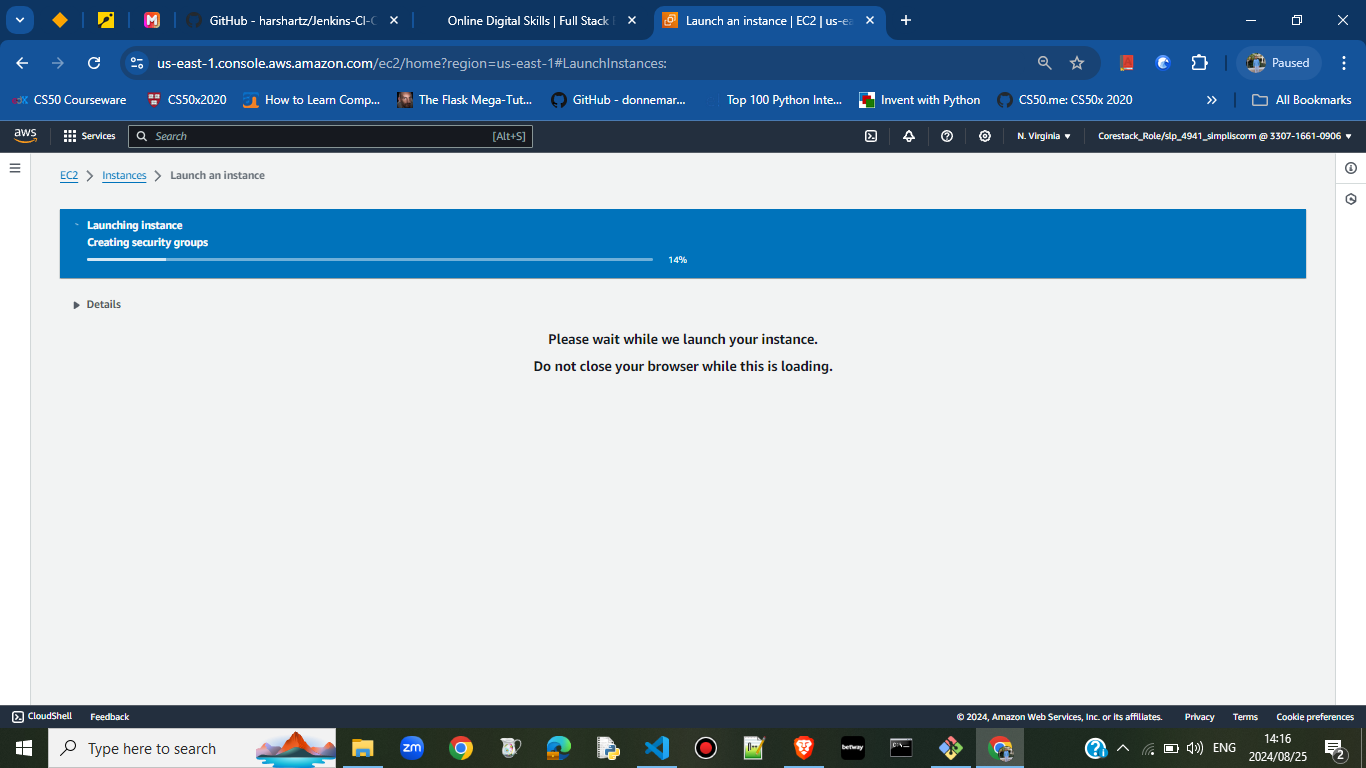 GitHub - harshartz/Jenkins-CI-C
Online Digital Skills | Full Stack
Launch an instance | EC2 | us-ea
us-east-1.console.aws.amazon.com/ec2/home?region=us-east-1#LaunchInstances:
Paused
CS50 Courseware
CS50x2020
How to Learn Comp...
The Flask Mega-Tut...
GitHub - donnemar...
Top 100 Python Inte...
Invent with Python
CS50.me: CS50x 2020
All Bookmarks
aws
Services
Search
[Alt+S]
N. Virginia
Corestack_Role/slp_4941_simpliscorm @ 3307-1661-0906
EC2
Instances
Launch an instance
Launching instance
Creating security groups
14%
Details
Please wait while we launch your instance.
Do not close your browser while this is loading.
CloudShell
Feedback
© 2024, Amazon Web Services, Inc. or its affiliates.
Privacy
Terms
Cookie preferences
Type here to search
zm
betway
ENG
14:16
2024/08/25
2